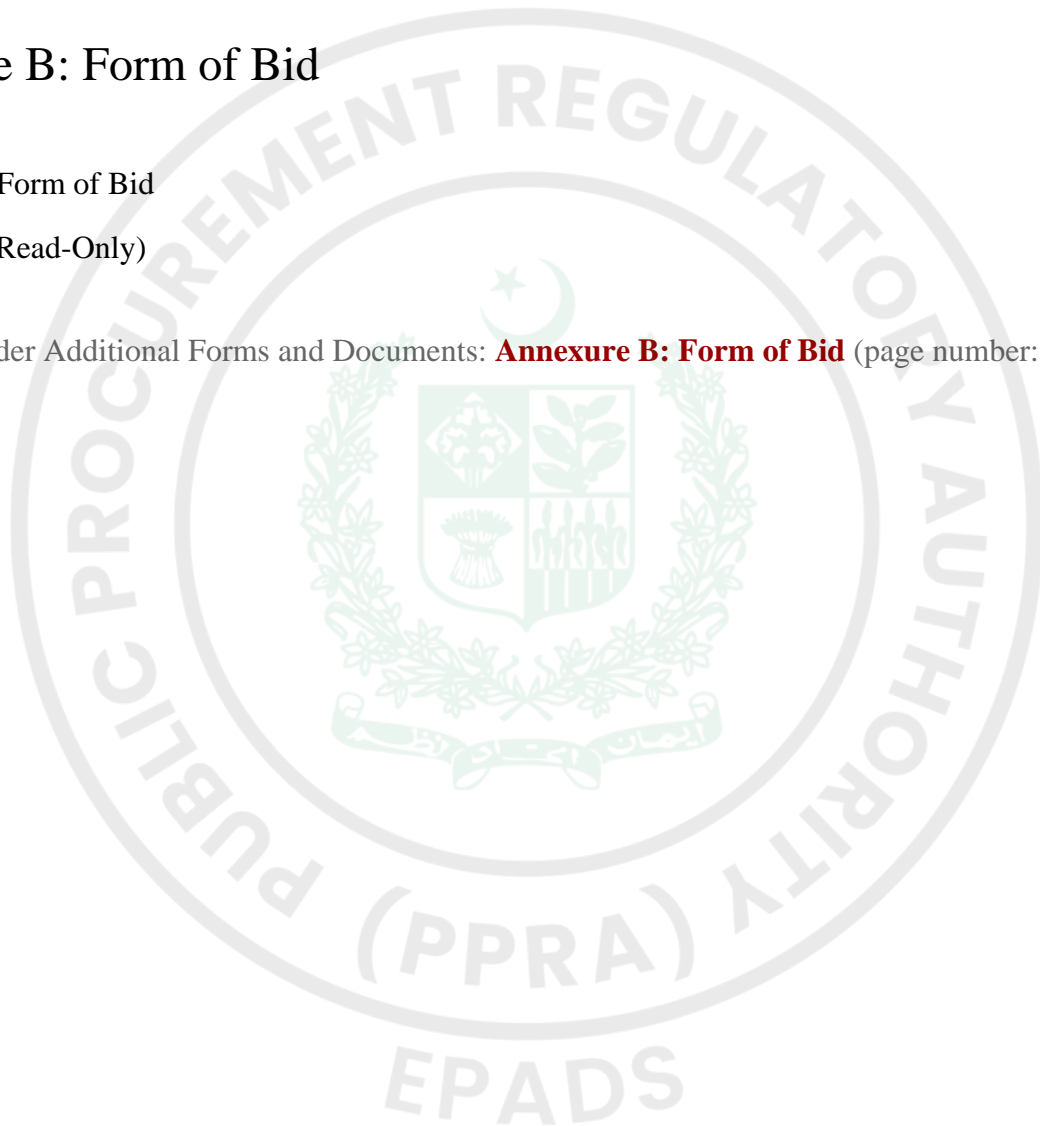 e B: Form of Bid
Form of Bid
Read-Only)
der Additional Forms and Documents: Annexure B: Form of Bid (page number:
PUBLIC PROCUREMENT REGULATORY AUTHORITY
(PPRA)
EPADS